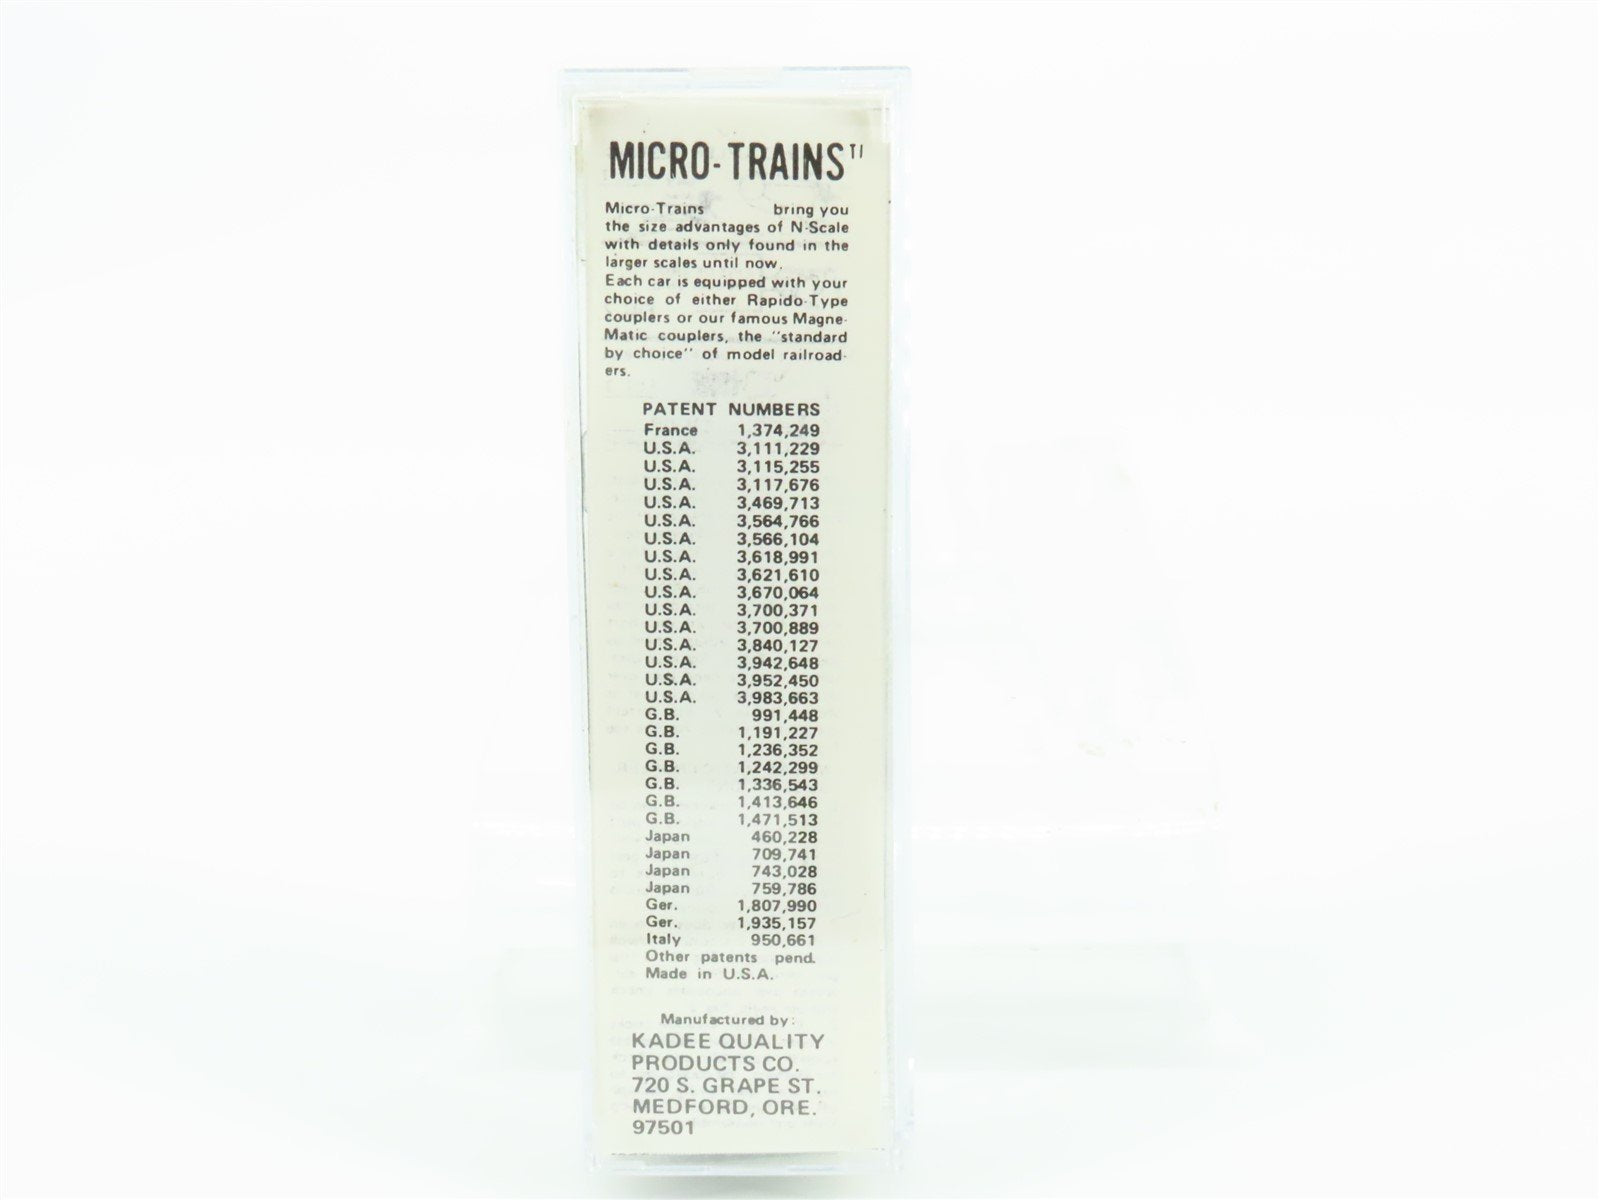 MICRO-TRAINS
Micro-Trains bring you
the size advantages of N-Scale
with details only found in the
larger scales until now.
Each car is equipped with your
choice of either Rapido-Type
couplers or our famous Magne-
Matic couplers, the "standard
by choice" of model railroad-
ers.
PATENT NUMBERS
France 1,374,249
U.S.A. 3,111,229
U.S.A. 3,115,255
U.S.A. 3,117,676
U.S.A. 3,469,713
U.S.A. 3,564,766
U.S.A. 3,566,104
U.S.A. 3,618,991
U.S.A. 3,621,610
U.S.A. 3,670,064
U.S.A. 3,700,371
U.S.A. 3,700,889
U.S.A. 3,840,127
U.S.A. 3,942,648
U.S.A. 3,952,450
U.S.A. 3,983,663
G.B. 991,448
G.B. 1,191,227
G.B. 1,236,352
G.B. 1,242,299
G.B. 1,336,543
G.B. 1,413,646
G.B. 1,471,513
Japan 460,228
Japan 709,741
Japan 743,028
Japan 759,786
Ger. 1,807,990
Ger. 1,935,157
Italy 950,661
Other patents pend.
Made in U.S.A.
Manufactured by:
KADEE QUALITY
PRODUCTS CO.
720 S. GRAPE ST.
MEDFORD, ORE.
97501